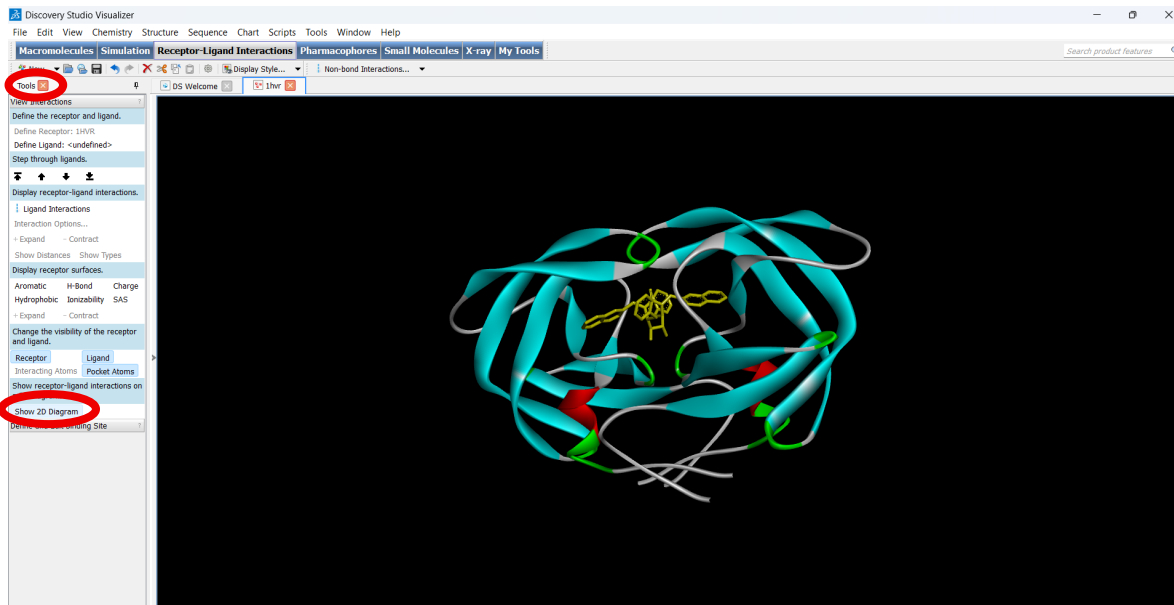 Discovery Studio Visualizer
File Edit View Chemistry Structure Sequence Chart Scripts Tools Window Help
Macromolecules Simulation Receptor-Ligand Interactions Pharmacophores Small Molecules X-ray My Tools
Search product features
New Display Style... Non-bond Interactions...
Tools DS Welcome 1hvr
View Interactions
Define the receptor and ligand.
Define Receptor: 1HVR
Define Ligand: <undefined>
Step through ligands.
Display receptor-ligand interactions.
Ligand Interactions
Interaction Options...
+ Expand - Contract
Show Distances Show Types
Display receptor surfaces.
Aromatic H-Bond Charge
Hydrophobic Ionizability SAS
+ Expand - Contract
Change the visibility of the receptor
and ligand.
Receptor Ligand
Interacting Atoms Pocket Atoms
Show receptor-ligand interactions on
Show 2D Diagram
Binding Site